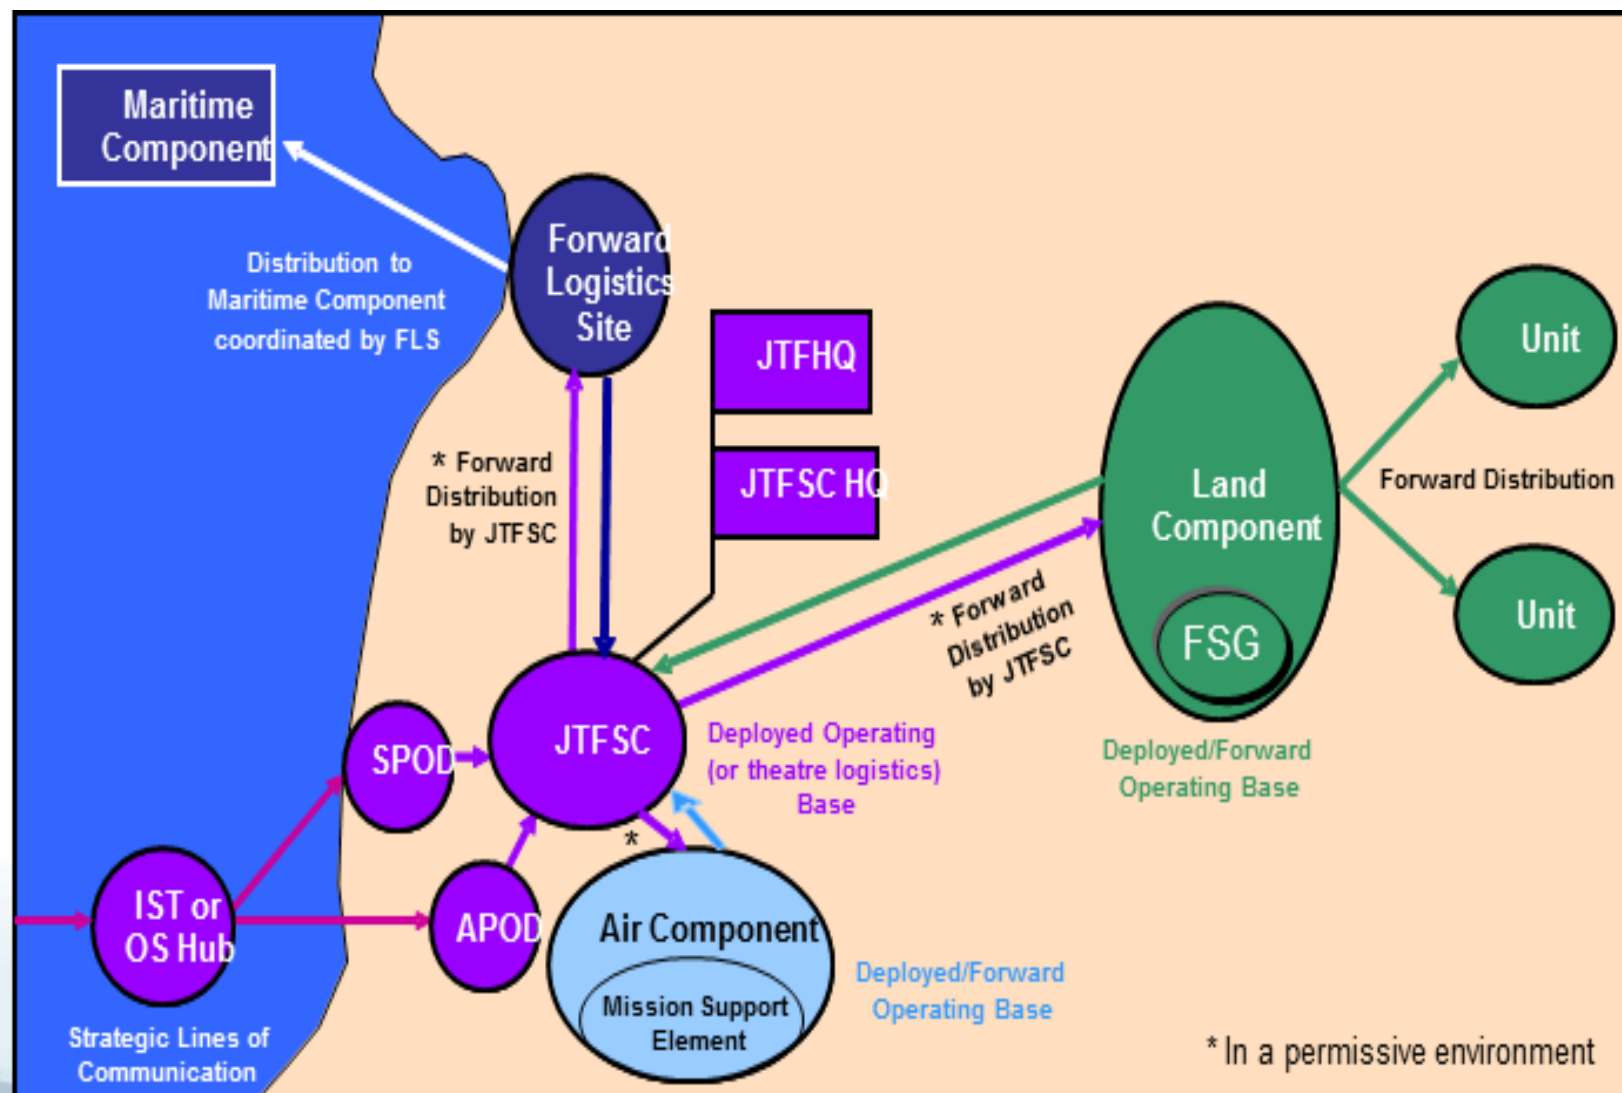 Maritime
Component
Distribution to
Maritime Component
coordinated by FLS
Forward
Logistics
Site
JTFHQ
JTFSC HQ
* Forward
Distribution
by JTFSC
Land
Component
FSG
Unit
Forward Distribution
Unit
* Forward
Distribution
by JTFSC
Deployed/Forward
Operating Base
JTFSC
Deployed Operating
(or theatre logistics)
Base
SPOD
APOD
IST or
OS Hub
Strategic Lines of
Communication
*
Air Component
Mission Support
Element
Deployed/Forward
Operating Base
* In a permissive environment